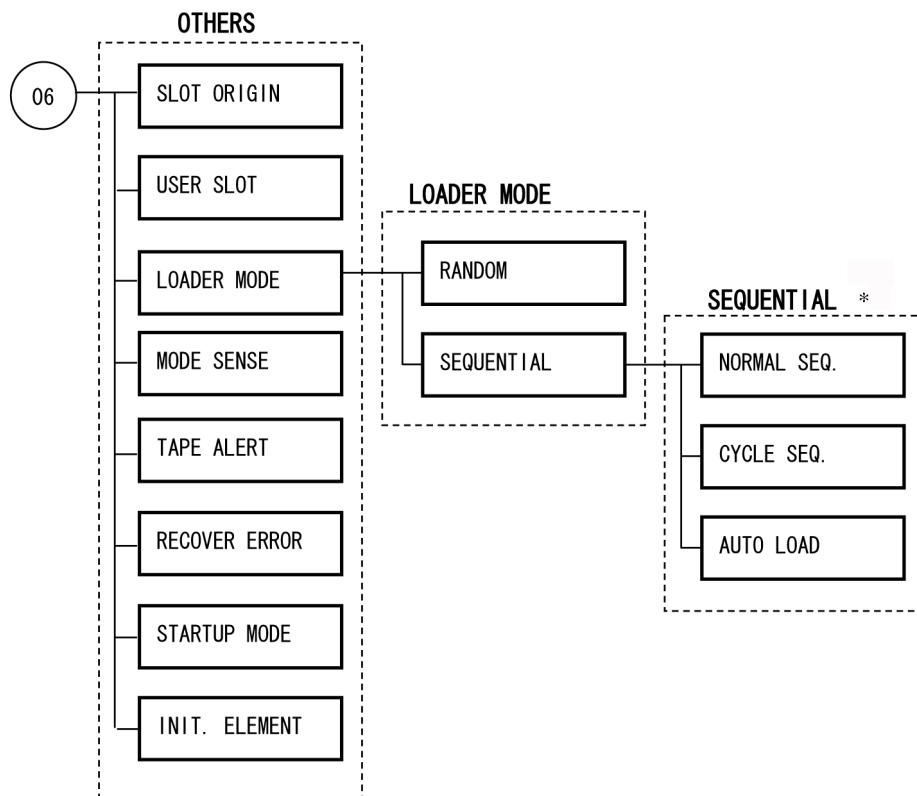 OTHERS
06
SLOT ORIGIN
USER SLOT
LOADER MODE
MODE SENSE
TAPE ALERT
RECOVER ERROR
STARTUP MODE
INIT. ELEMENT
LOADER MODE
RANDOM
SEQUENTIAL
SEQUENTIAL *
NORMAL SEQ.
CYCLE SEQ.
AUTO LOAD